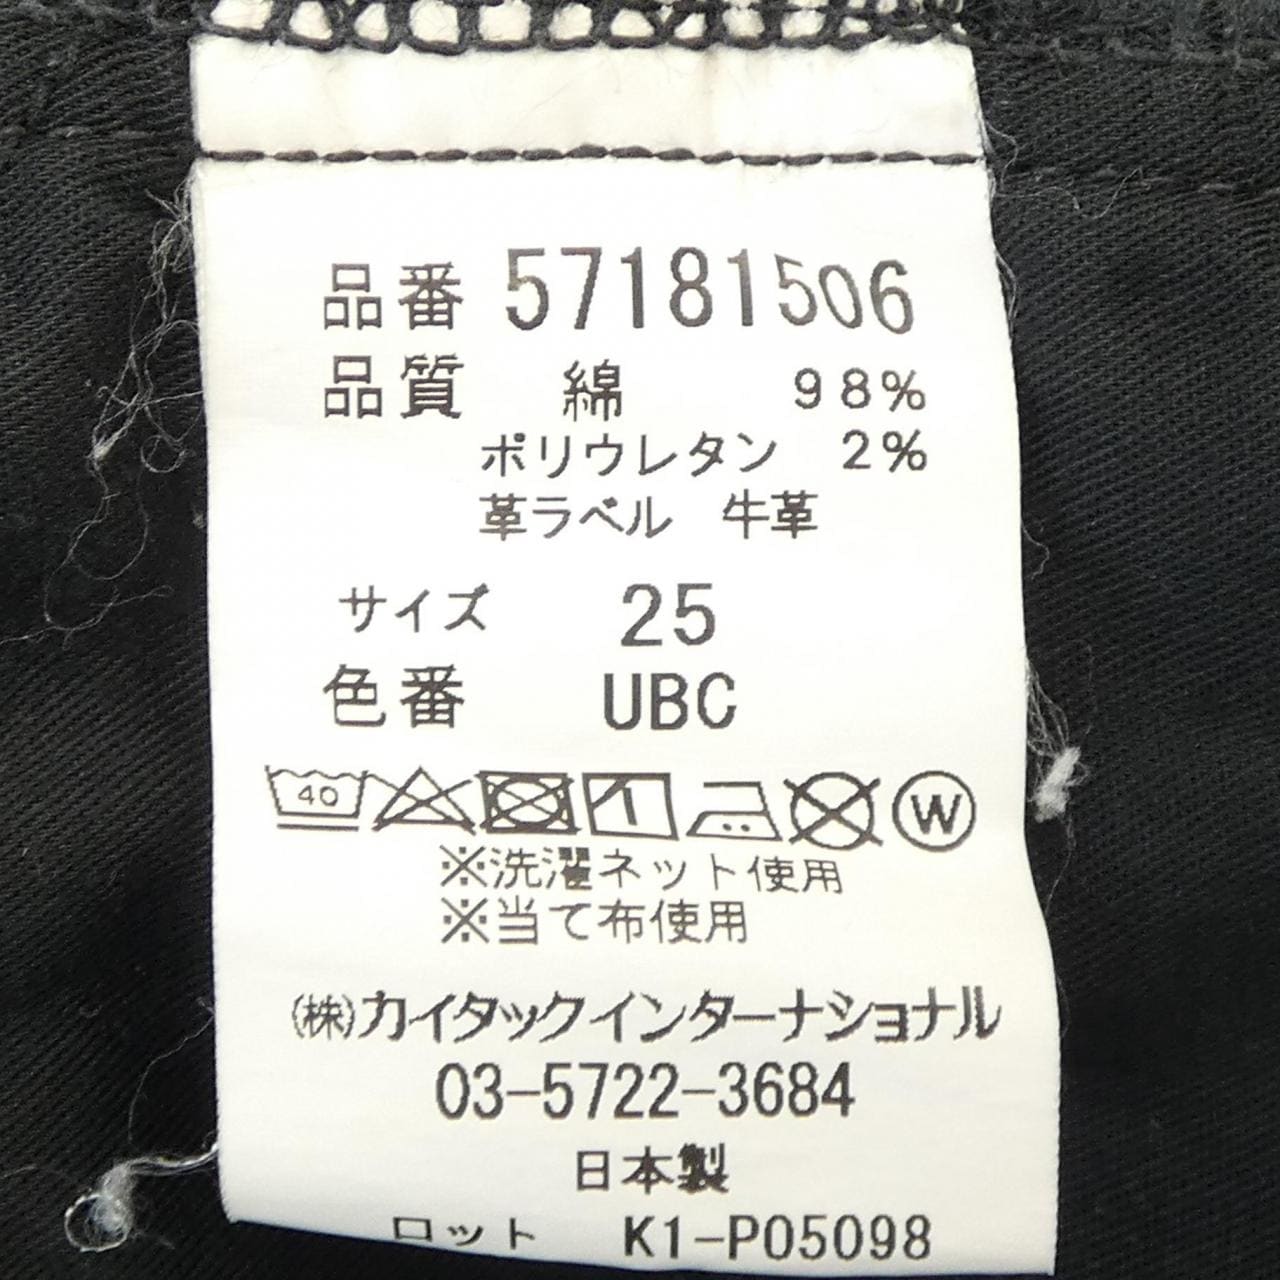 品番 57181506
品質 綿 98%
ポリウレタン 2%
革ラベル 牛革
サイズ 25
色番 UBC
40 W
※洗濯ネット使用
※当て布使用
(株)カイタックインターナショナル
03-5722-3684
日本製
ロット K1-P05098